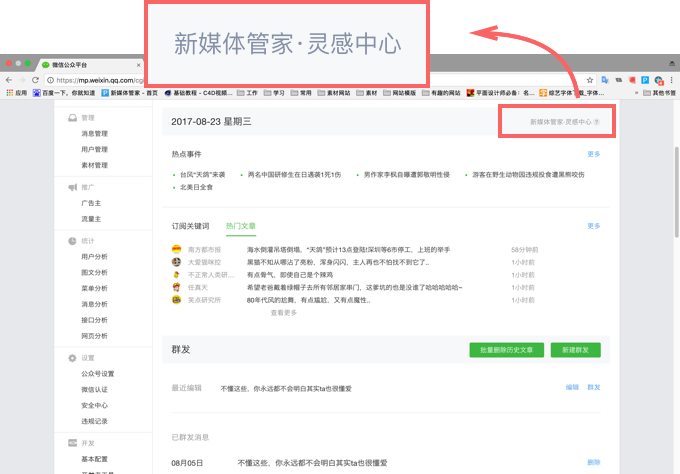 新媒体管家·灵感中心
微信公众平台
https://mp.weixin.qq.com/cg
应用 百度一下，你就知道 新媒体管家 - 首页 基础教程 - C4D视频... 工作 学习 常用 素材网站 素材 网站模版 有趣的网站 平面设计师必备：名... 综艺字体下载_字体... » 其他书签
管理
消息管理
用户管理
素材管理
推广
广告主
流量主
统计
用户分析
图文分析
菜单分析
消息分析
接口分析
网页分析
设置
公众号设置
微信认证
安全中心
违规记录
开发
基本配置
2017-08-23 星期三
新媒体管家·灵感中心 ?
热点事件 更多
台风"天鸽"来袭 两名中国研修生在日遇袭1死1伤 男作家李枫自曝遭郭敬明性侵 游客在野生动物园违规投食遭黑熊咬伤
北美日全食
订阅关键词 热门文章 更多
南方都市报 海水倒灌吊塔倒塌，"天鸽"预计13点登陆!深圳等6市停工，上班的举手 58分钟前
大爱猫咪控 黑猫不知从哪沾了亮粉，浑身闪闪，主人再也不怕找不到它了.. 1小时前
不正常人类研... 有点骨气，即使自己是个辣鸡 1小时前
任真天 希望老爸戴着绿帽子去所有邻居家串门，这爹坑的也是没谁了哈哈哈哈哈~ 1小时前
笑点研究所 80年代风的尬舞，有点尴尬，又有点魔性.. 1小时前
查看更多
群发 批量删除历史文章 新建群发
最近编辑 不懂这些，你永远都不会明白其实ta也很懂爱 编辑 群发
已群发消息
08月05日 不懂这些，你永远都不会明白其实ta也很懂爱 删除